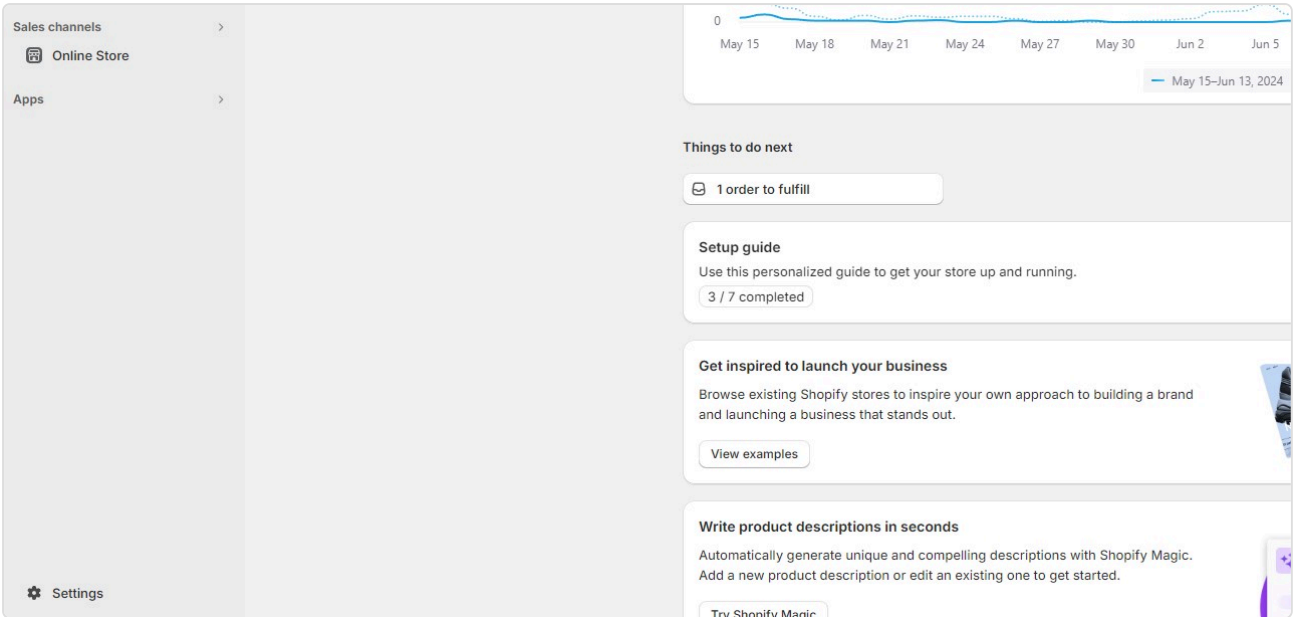 Sales channels
Online Store
Apps
Settings
0
May 15 May 18 May 21 May 24 May 27 May 30 Jun 2 Jun 5
May 15–Jun 13, 2024
Things to do next
1 order to fulfill
Setup guide
Use this personalized guide to get your store up and running.
3 / 7 completed
Get inspired to launch your business
Browse existing Shopify stores to inspire your own approach to building a brand
and launching a business that stands out.
View examples
Write product descriptions in seconds
Automatically generate unique and compelling descriptions with Shopify Magic.
Add a new product description or edit an existing one to get started.
Try Shopify Magic